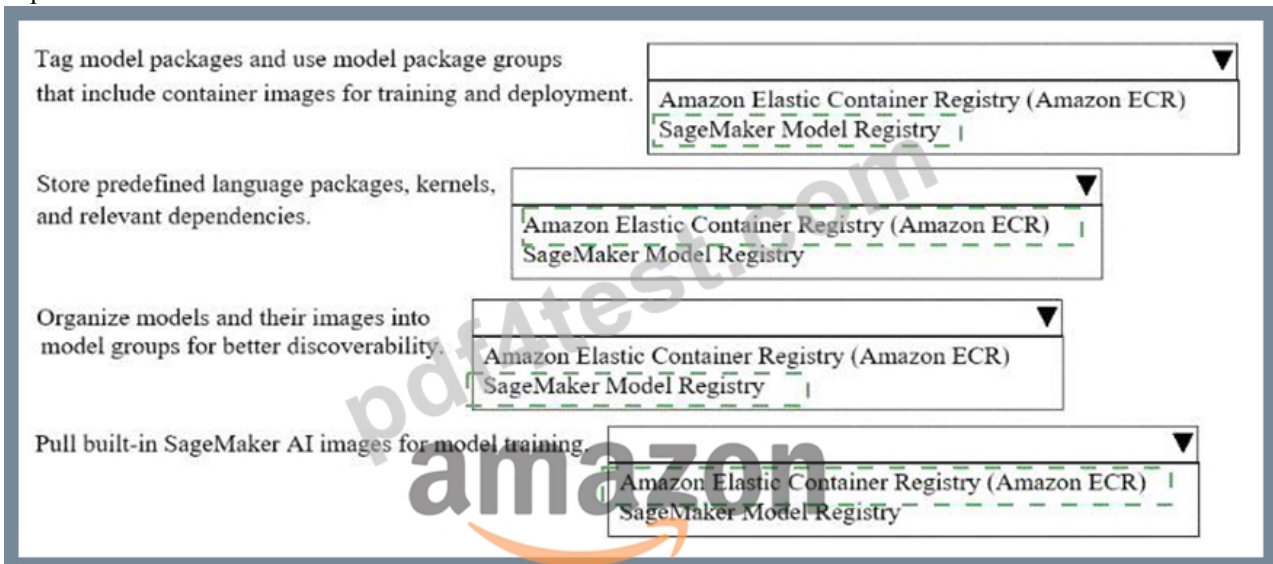 Tag model packages and use model package groups
that include container images for training and deployment.
Amazon Elastic Container Registry (Amazon ECR)
SageMaker Model Registry
Store predefined language packages, kernels,
and relevant dependencies.
Amazon Elastic Container Registry (Amazon ECR)
SageMaker Model Registry
Organize models and their images into
model groups for better discoverability.
Amazon Elastic Container Registry (Amazon ECR)
SageMaker Model Registry
Pull built-in SageMaker AI images for model training.
Amazon Elastic Container Registry (Amazon ECR)
SageMaker Model Registry
pdf4test.com
amazon